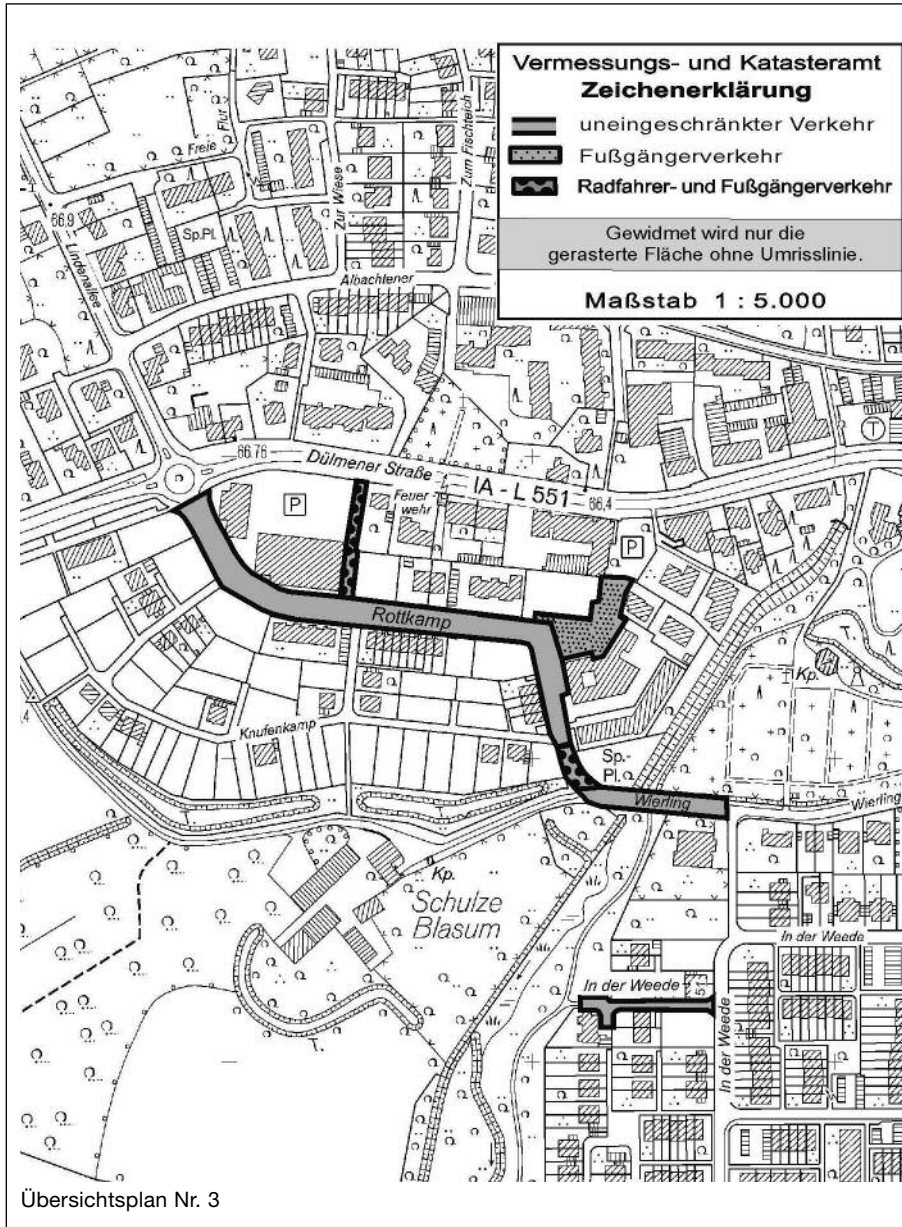 Vermessungs- und Katasteramt
Zeichenerklärung
uneingeschränkter Verkehr
Fußgängerverkehr
Radfahrer- und Fußgängerverkehr
Gewidmet wird nur die
gerasterte Fläche ohne Umrisslinie.
Maßstab 1 : 5.000
Freie
Flut
Zur Wiese
Zum Fischteich
66.9
Sp.Pl.
Lindenallee
Albachtener
66.76
Dülmener Straße
IA - L 551
66,4
T
P
Feuer-
wehr
P
Rottkamp
T.
Kp.
Knufenkamp
Sp.-
Pl.
Wierling
Wierling
Kp.
Schulze
Blasum
In der Weede
In der Weede
In der Weede
T.
Übersichtsplan Nr. 3